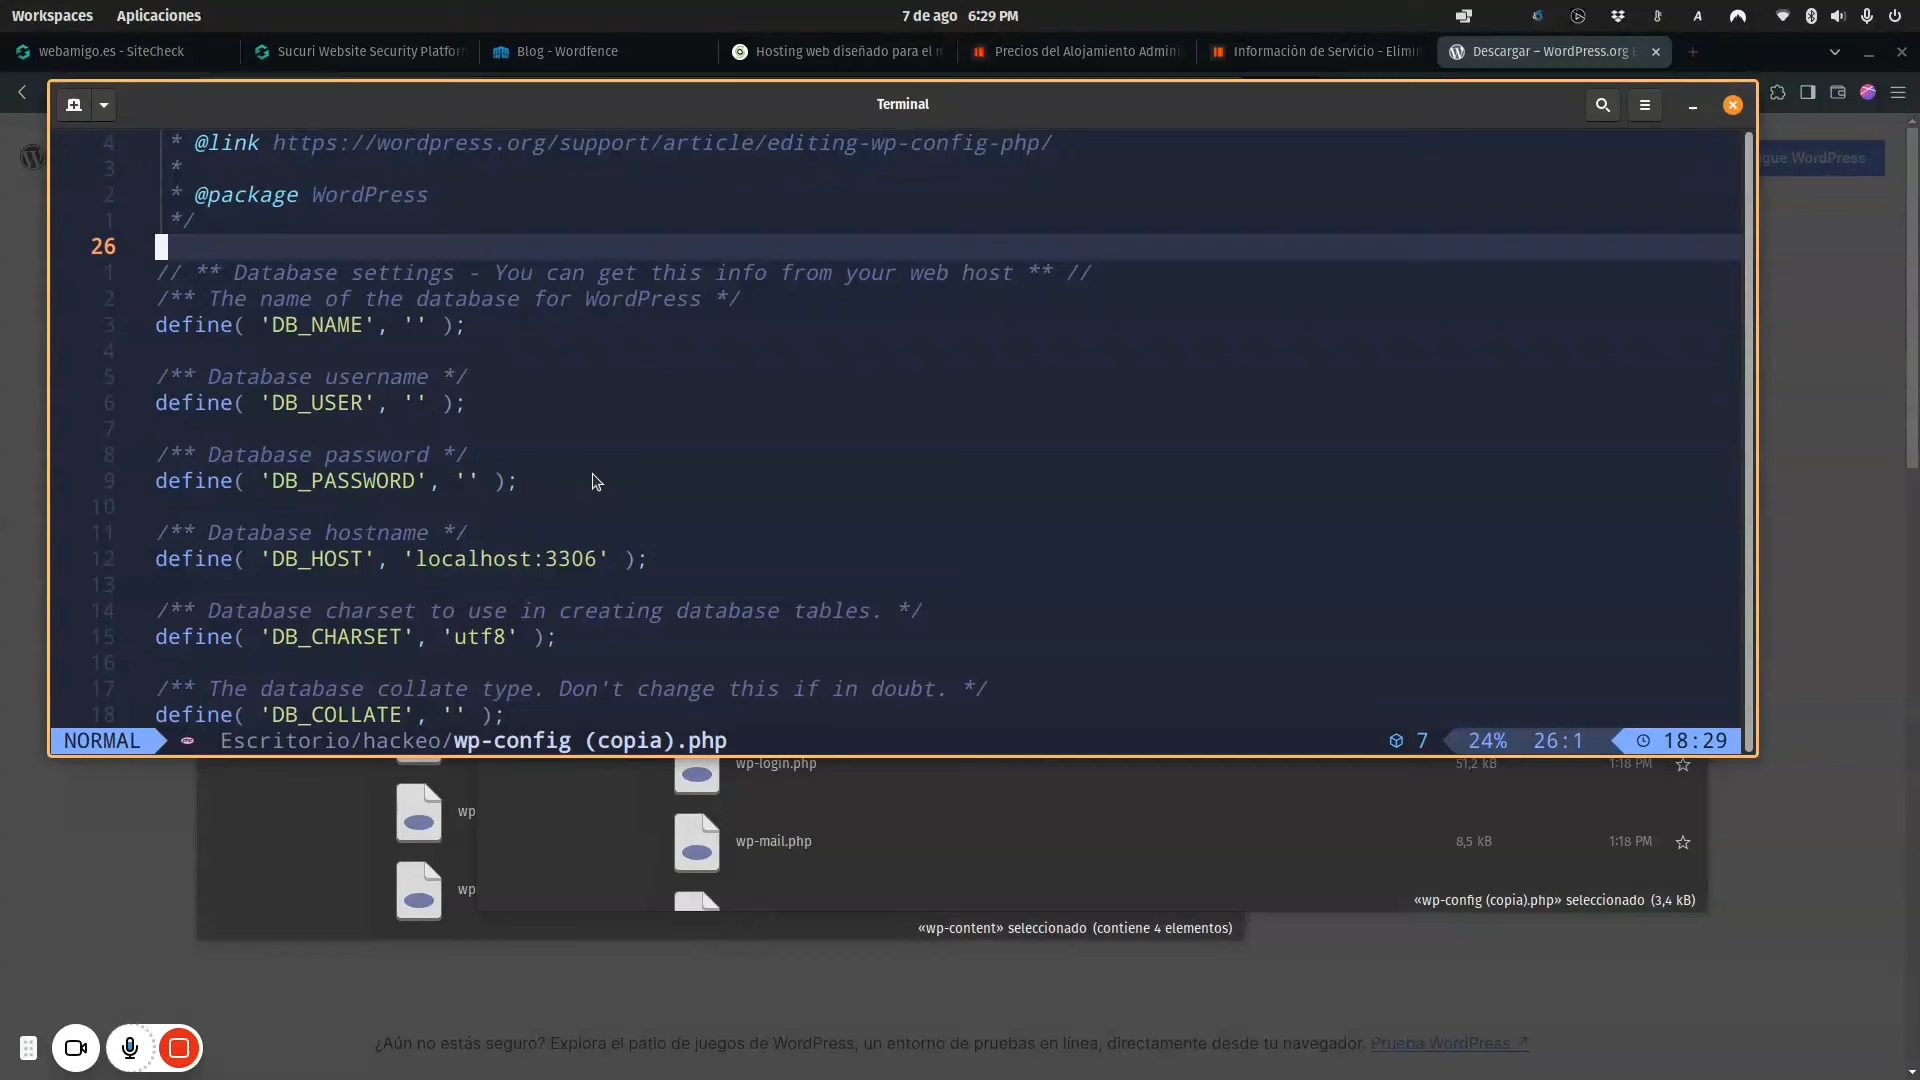 Workspaces Aplicaciones 7 de ago 6:29 PM
webamigo.es - SiteCheck Sucuri Website Security Platfor Blog - Wordfence Hosting web diseñado para el n Precios del Alojamiento Admini Información de Servicio - Elimi Descargar – WordPress.org E
Terminal
4 * @link https://wordpress.org/support/article/editing-wp-config-php/
3 *
gue WordPress
2 * @package WordPress
1 */
26
1 // ** Database settings - You can get this info from your web host ** //
2 /** The name of the database for WordPress */
3 define( 'DB_NAME', '' );
4
5 /** Database username */
6 define( 'DB_USER', '' );
7
8 /** Database password */
9 define( 'DB_PASSWORD', '' );
10
11 /** Database hostname */
12 define( 'DB_HOST', 'localhost:3306' );
13
14 /** Database charset to use in creating database tables. */
15 define( 'DB_CHARSET', 'utf8' );
16
17 /** The database collate type. Don't change this if in doubt. */
18 define( 'DB_COLLATE', '' );
NORMAL Escritorio/hackeo/wp-config (copia).php 7 24% 26:1 18:29
wp-login.php 51,2 kB 1:18 PM
wp
wp-mail.php 8,5 kB 1:18 PM
wp
«wp-config (copia).php» seleccionado (3,4 kB)
«wp-content» seleccionado (contiene 4 elementos)
¿Aún no estás seguro? Explora el patio de juegos de WordPress, un entorno de pruebas en línea, directamente desde tu navegador. Prueba WordPress ↗